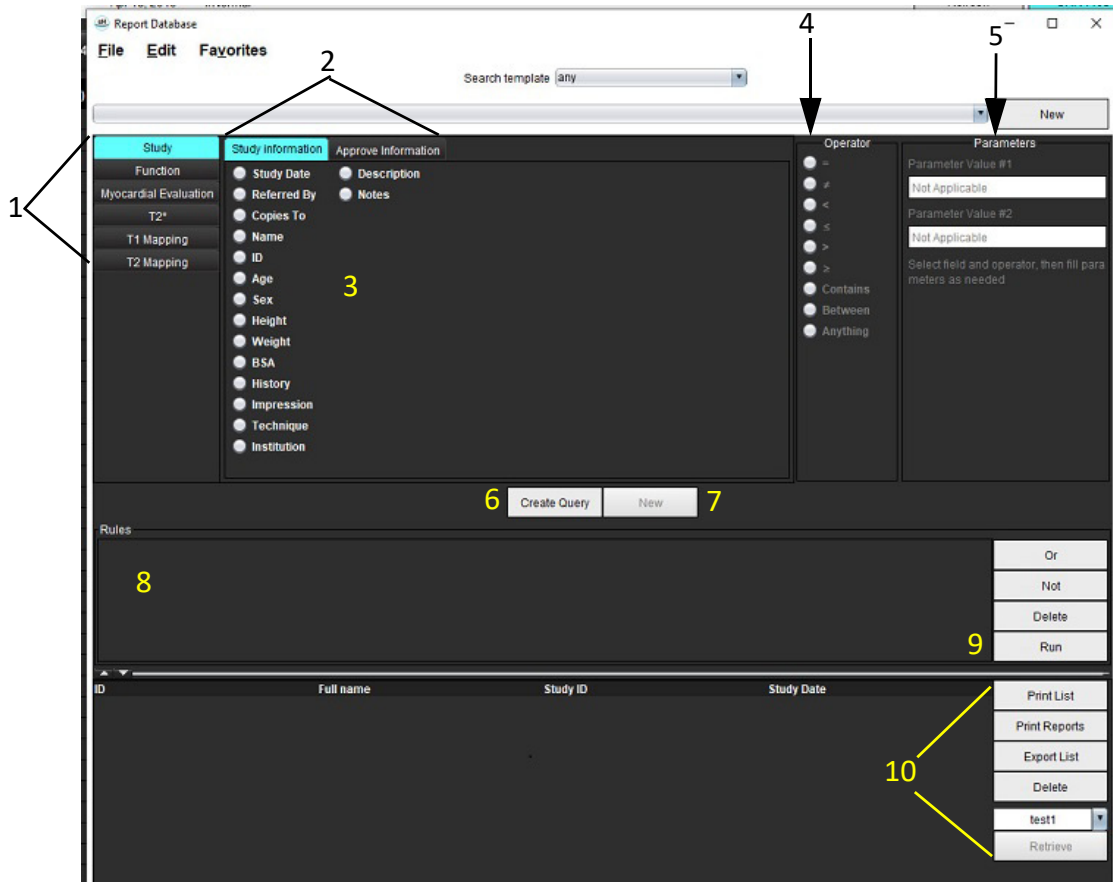 Report Database
File Edit Favorites
4
5
2
Search template any
New
1
Study
Function
Myocardial Evaluation
T2*
T1 Mapping
T2 Mapping
Study information Approve Information
Study Date
Referred By
Copies To
Name
ID
Age
Sex
Height
Weight
BSA
History
Impression
Technique
Institution
Description
Notes
3
Operator
=
≠
<
≤
>
≥
Contains
Between
Anything
Parameters
Parameter Value #1
Not Applicable
Parameter Value #2
Not Applicable
Select field and operator, then fill para
meters as needed
6 Create Query New 7
Rules
8
Or
Not
Delete
9 Run
ID Full name Study ID Study Date
Print List
Print Reports
Export List
10
Delete
test1
Retrieve